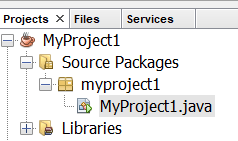 Projects × Files Services
MyProject1
Source Packages
myproject1
MyProject1.java
Libraries